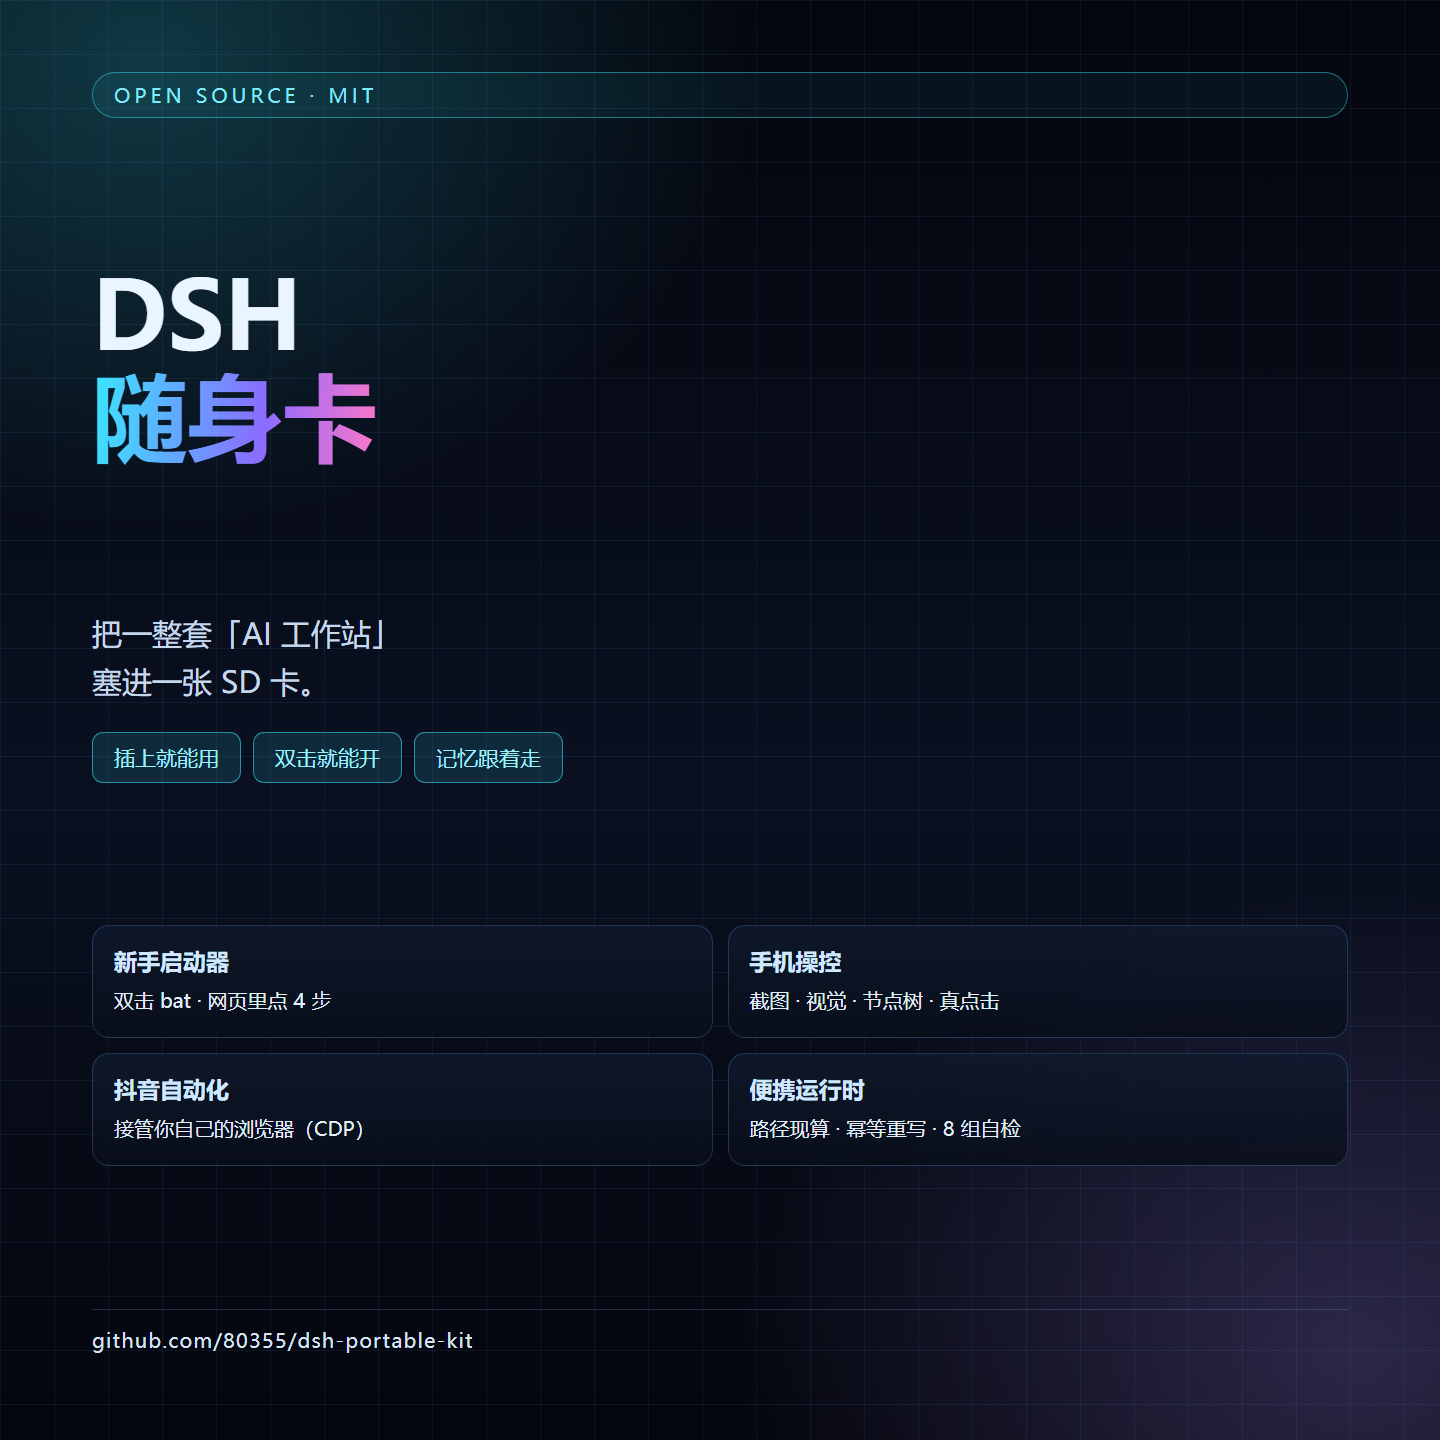 OPEN SOURCE · MIT
DSH
随身卡
把一整套「AI 工作站」
塞进一张 SD 卡。
插上就能用
双击就能开
记忆跟着走
新手启动器
双击 bat · 网页里点 4 步
手机操控
截图 · 视觉 · 节点树 · 真点击
抖音自动化
接管你自己的浏览器（CDP）
便携运行时
路径现算 · 幂等重写 · 8 组自检
github.com/80355/dsh-portable-kit